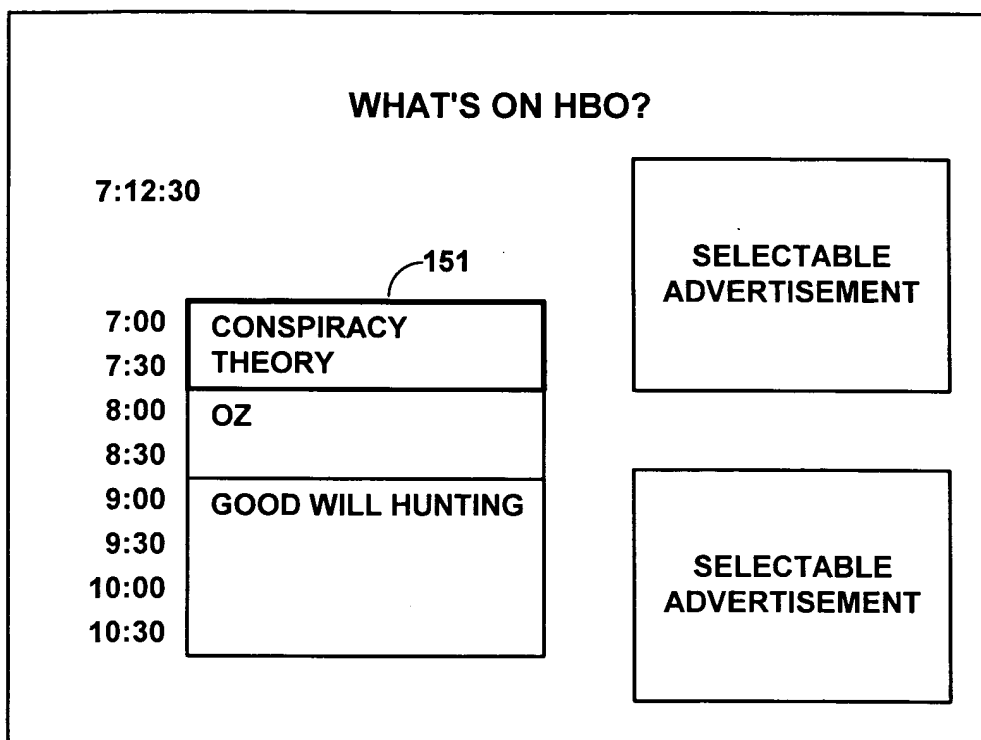 WHAT'S ON HBO?
7:12:30
151
7:00
7:30
8:00
8:30
9:00
9:30
10:00
10:30
CONSPIRACY
THEORY
OZ
GOOD WILL HUNTING
SELECTABLE
ADVERTISEMENT
SELECTABLE
ADVERTISEMENT